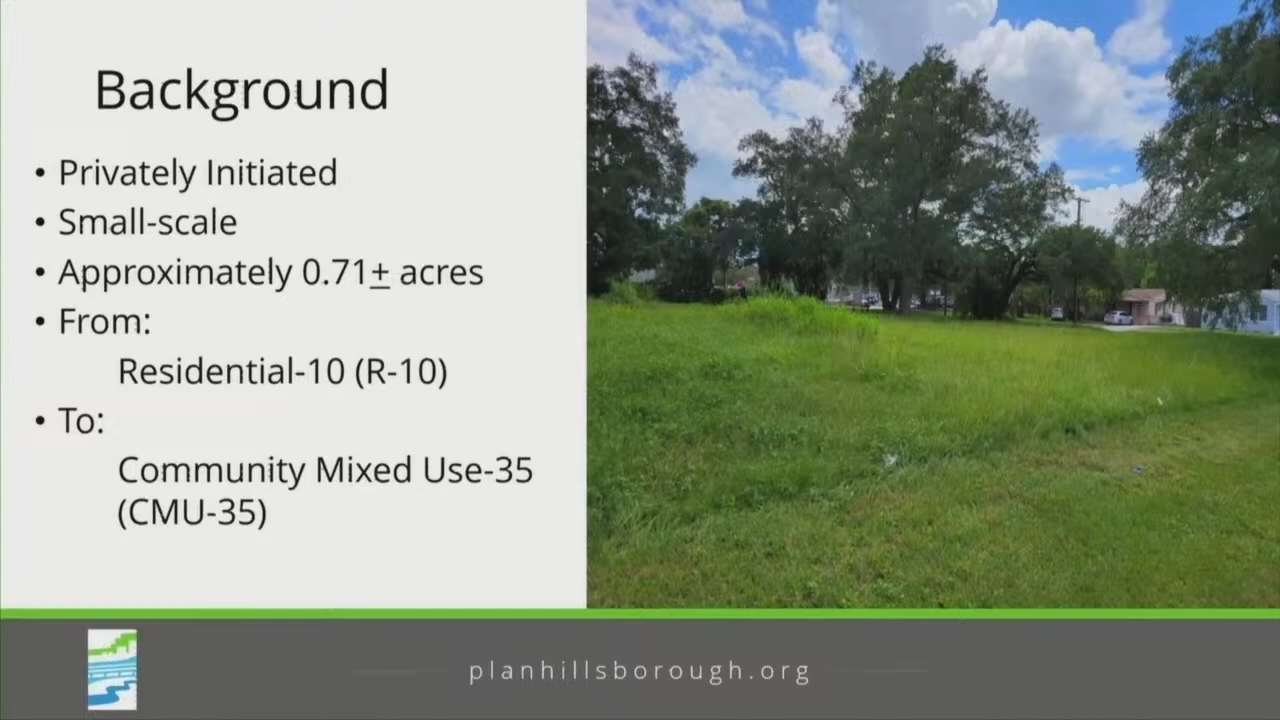 Background
• Privately Initiated
• Small-scale
• Approximately 0.71± acres
• From:
Residential-10 (R-10)
• To:
Community Mixed Use-35
(CMU-35)
planhillsborough.org